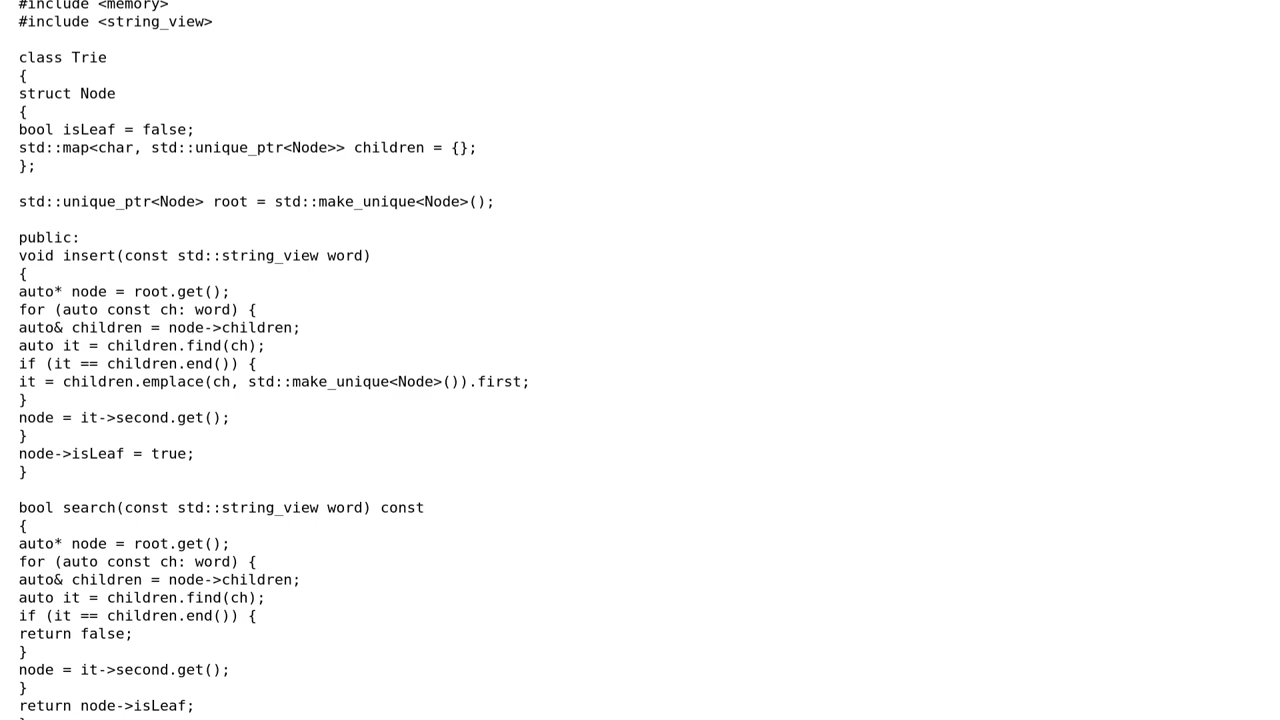 #include <memory>
#include <string_view>
class Trie
{
struct Node
{
bool isLeaf = false;
std::map<char, std::unique_ptr<Node>> children = {};
};
std::unique_ptr<Node> root = std::make_unique<Node>();
public:
void insert(const std::string_view word)
{
auto* node = root.get();
for (auto const ch: word) {
auto& children = node->children;
auto it = children.find(ch);
if (it == children.end()) {
it = children.emplace(ch, std::make_unique<Node>()).first;
}
node = it->second.get();
}
node->isLeaf = true;
}
bool search(const std::string_view word) const
{
auto* node = root.get();
for (auto const ch: word) {
auto& children = node->children;
auto it = children.find(ch);
if (it == children.end()) {
return false;
}
node = it->second.get();
}
return node->isLeaf;
}